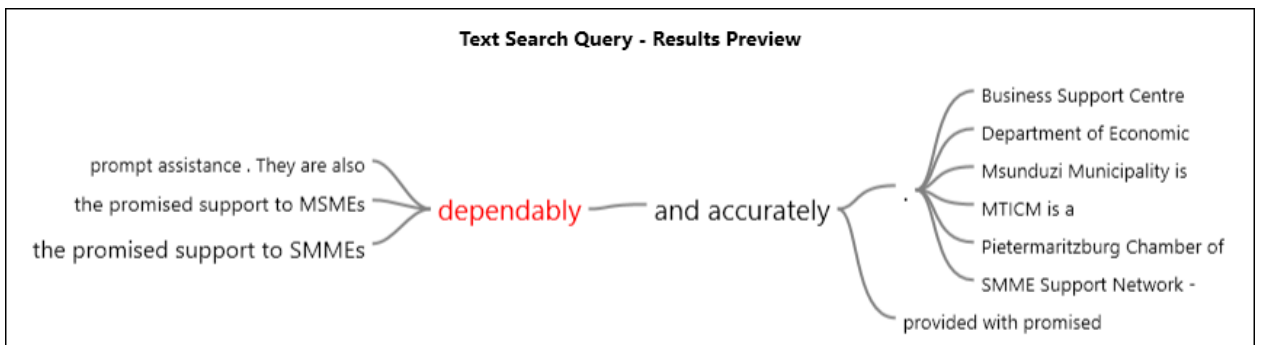 Text Search Query - Results Preview
prompt assistance . They are also
the promised support to MSMEs
the promised support to SMMEs
dependably
and accurately
.
Business Support Centre
Department of Economic
Msunduzi Municipality is
MTICM is a
Pietermaritzburg Chamber of
SMME Support Network -
provided with promised